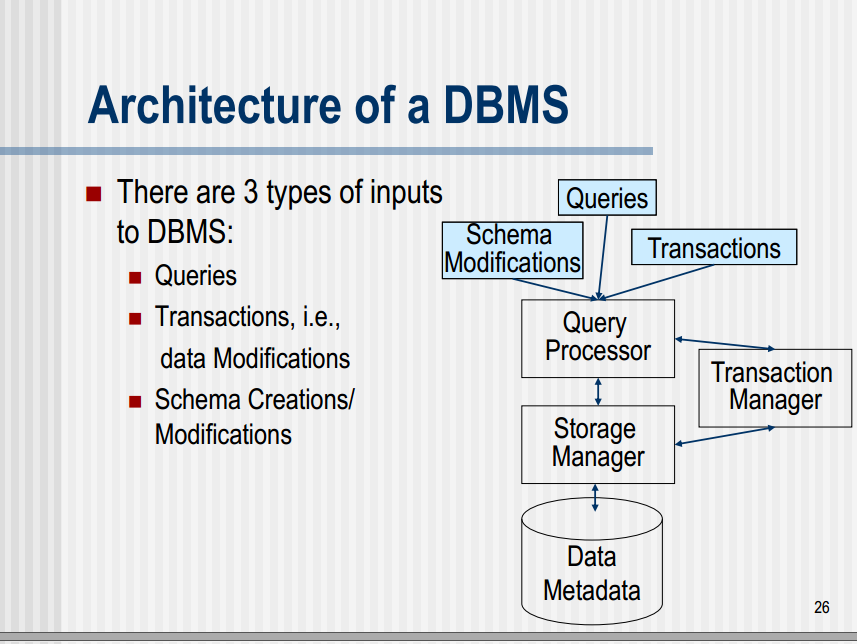 Architecture of a DBMS
There are 3 types of inputs
to DBMS:
Queries
Transactions, i.e.,
data Modifications
Schema Creations/
Modifications
Queries
Schema
Modifications
Transactions
Query
Processor
Transaction
Manager
Storage
Manager
Data
Metadata
26